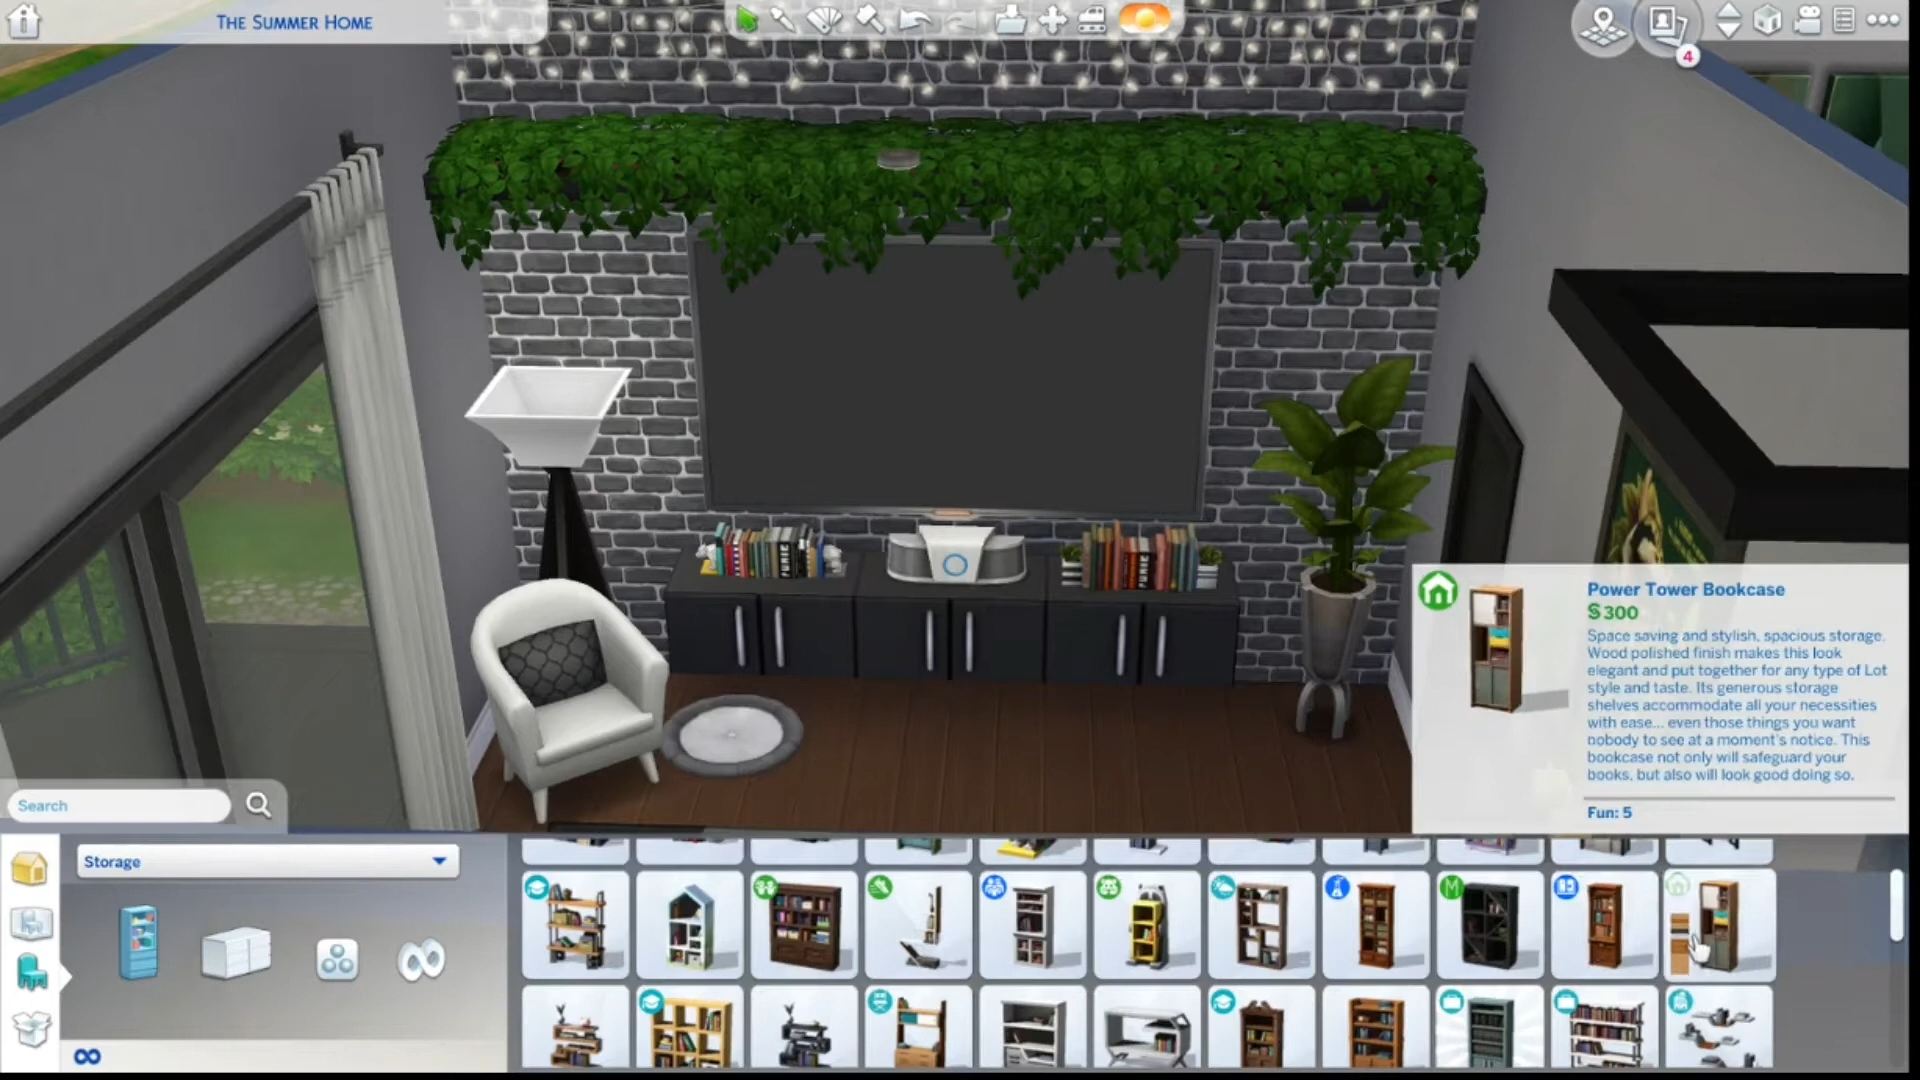 THE SUMMER HOME
4
PUNIC
PUNIC
Power Tower Bookcase
§300
Space saving and stylish, spacious storage.
Wood polished finish makes this look
elegant and put together for any type of Lot
style and taste. Its generous storage
shelves accommodate all your necessities
with ease... even those things you want
nobody to see at a moment's notice. This
bookcase not only will safeguard your
books, but also will look good doing so.
Fun: 5
Search
Storage
M